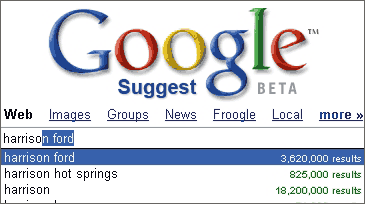 Google™
Suggest BETA
Web Images Groups News Froogle Local more »
harrison ford
harrison ford 3,620,000 results
harrison hot springs 825,000 results
harrison 18,200,000 results